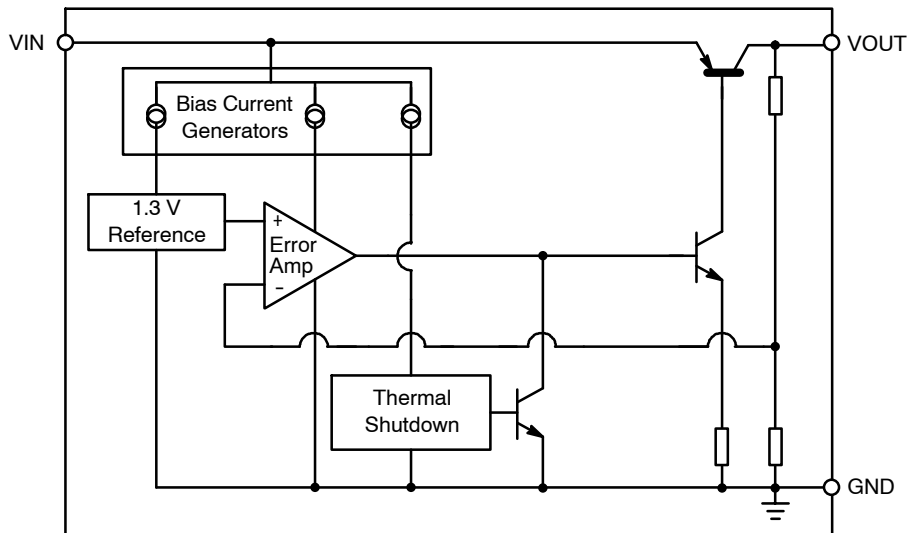 VIN
VOUT
Bias Current
Generators
1.3 V
Reference
+
Error
Amp
−
Thermal
Shutdown
GND